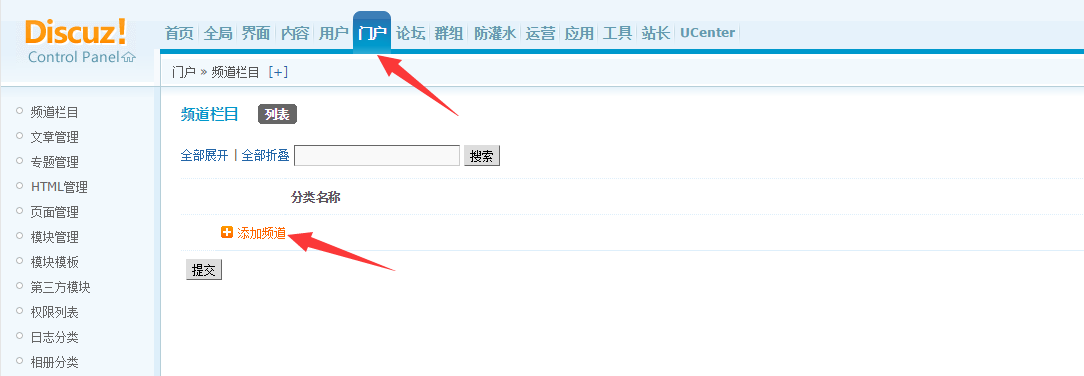 Discuz!
Control Panel
首页 全局 界面 内容 用户 门户 论坛 群组 防灌水 运营 应用 工具 站长 UCenter
门户 » 频道栏目 [+]
频道栏目
文章管理
专题管理
HTML管理
页面管理
模块管理
模块模板
第三方模块
权限列表
日志分类
相册分类
频道栏目 列表
全部展开 | 全部折叠 搜索
分类名称
添加频道
提交